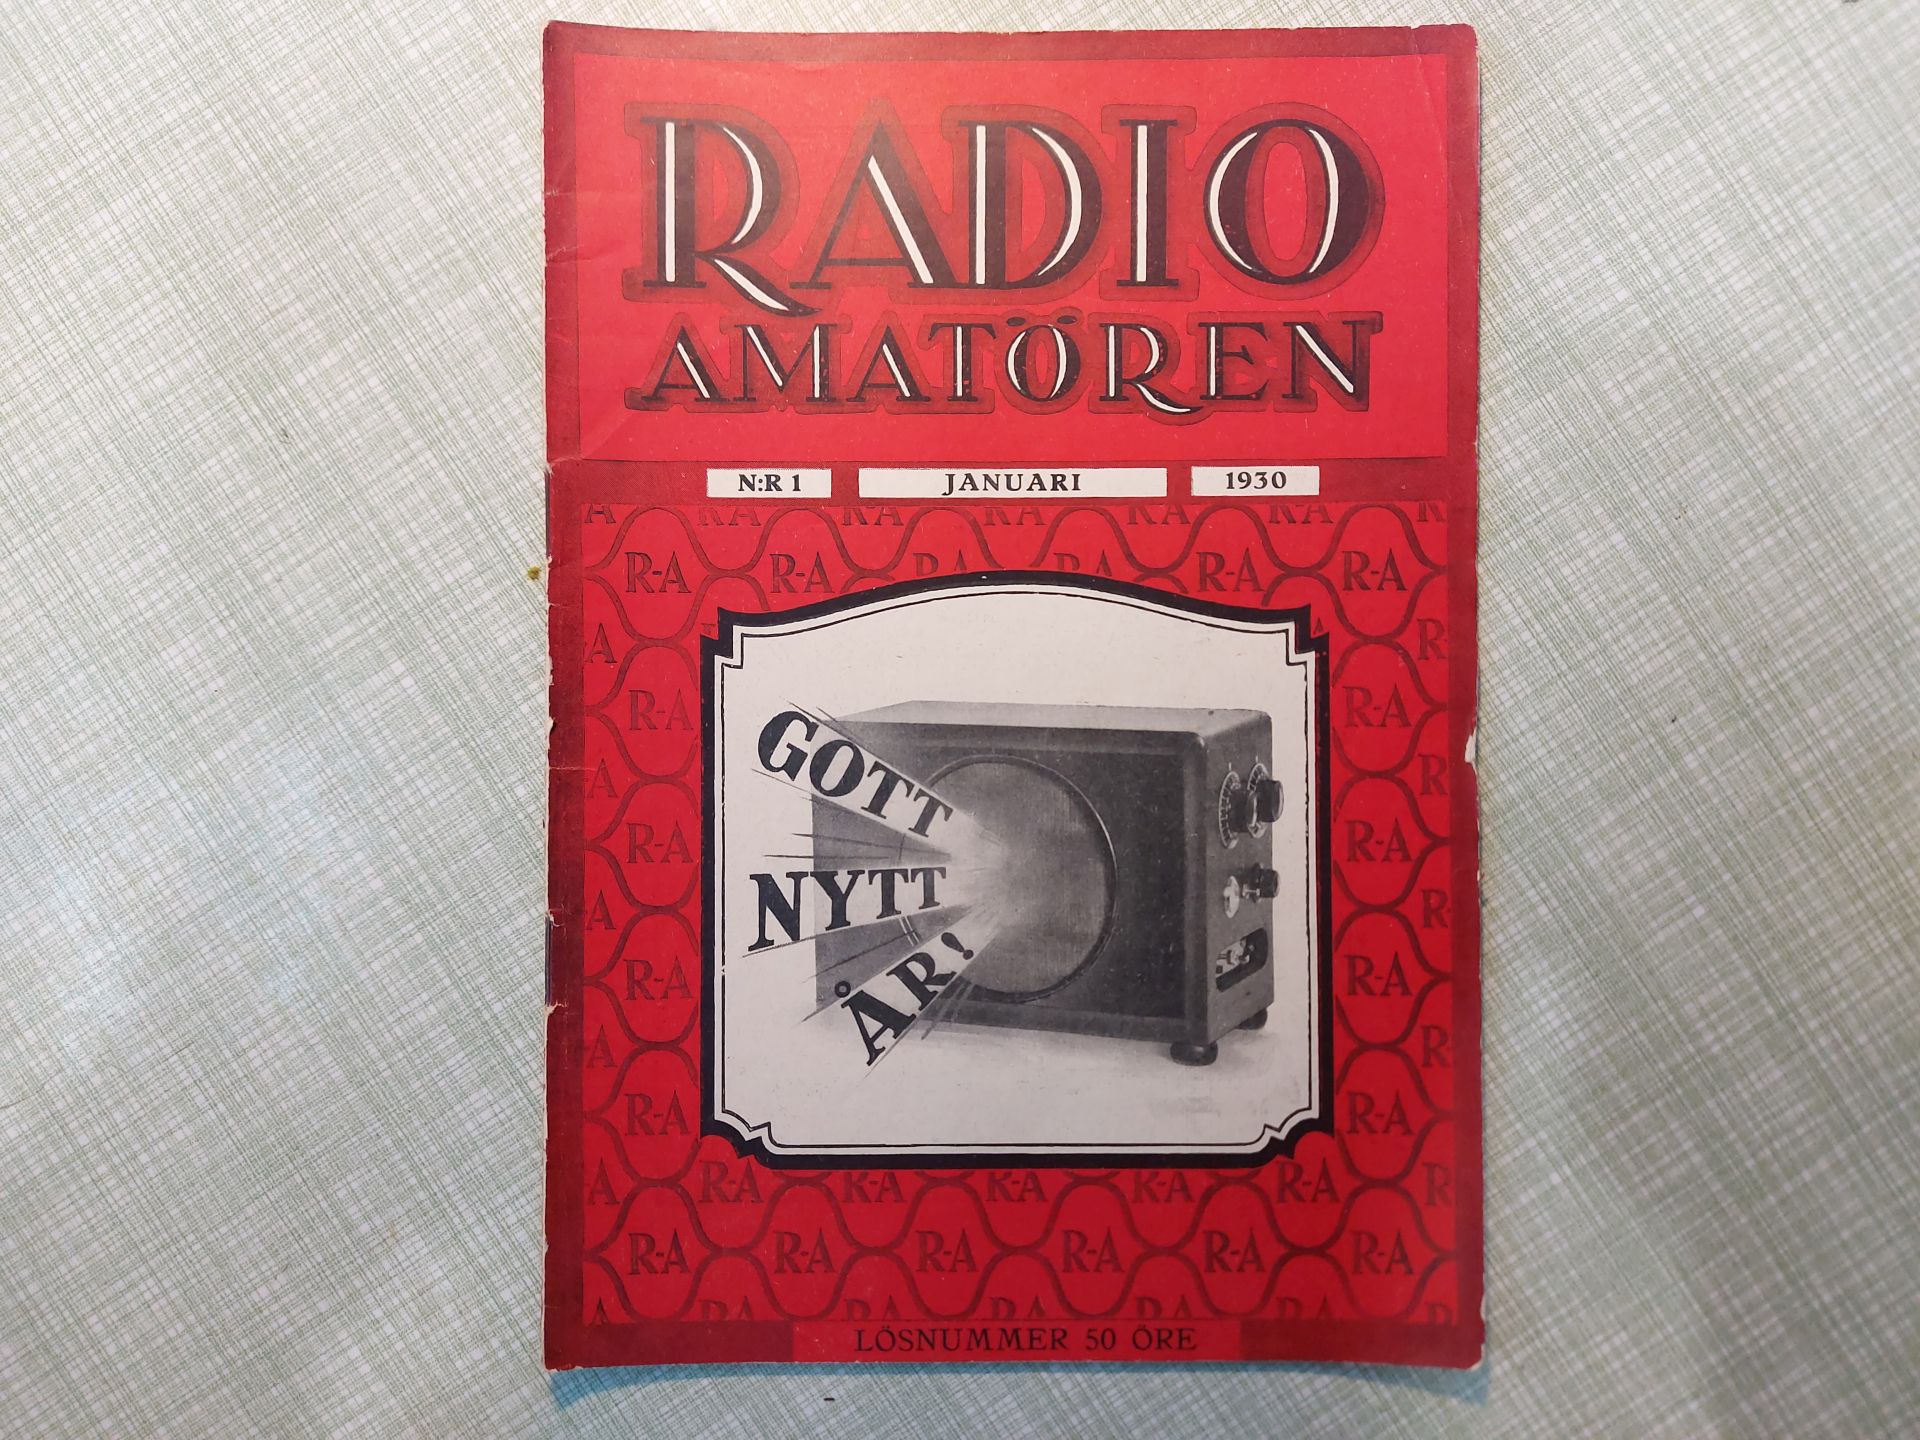 RADIO
AMATÖREN
N:R 1 JANUARI 1930
A R-A R-A R-A R-A R-A R
R-A R-A R-A R-A R-A R-A
A R-
R-A R-A
A R-
R-A R-A
A R-
R-A R-A
A R-
R-A R-A
GOTT
NYTT
ÅR!
A R-A R-A R-A R-A R-A R
R-A R-A R-A R-A R-A R-A
LÖSNUMMER 50 ÖRE